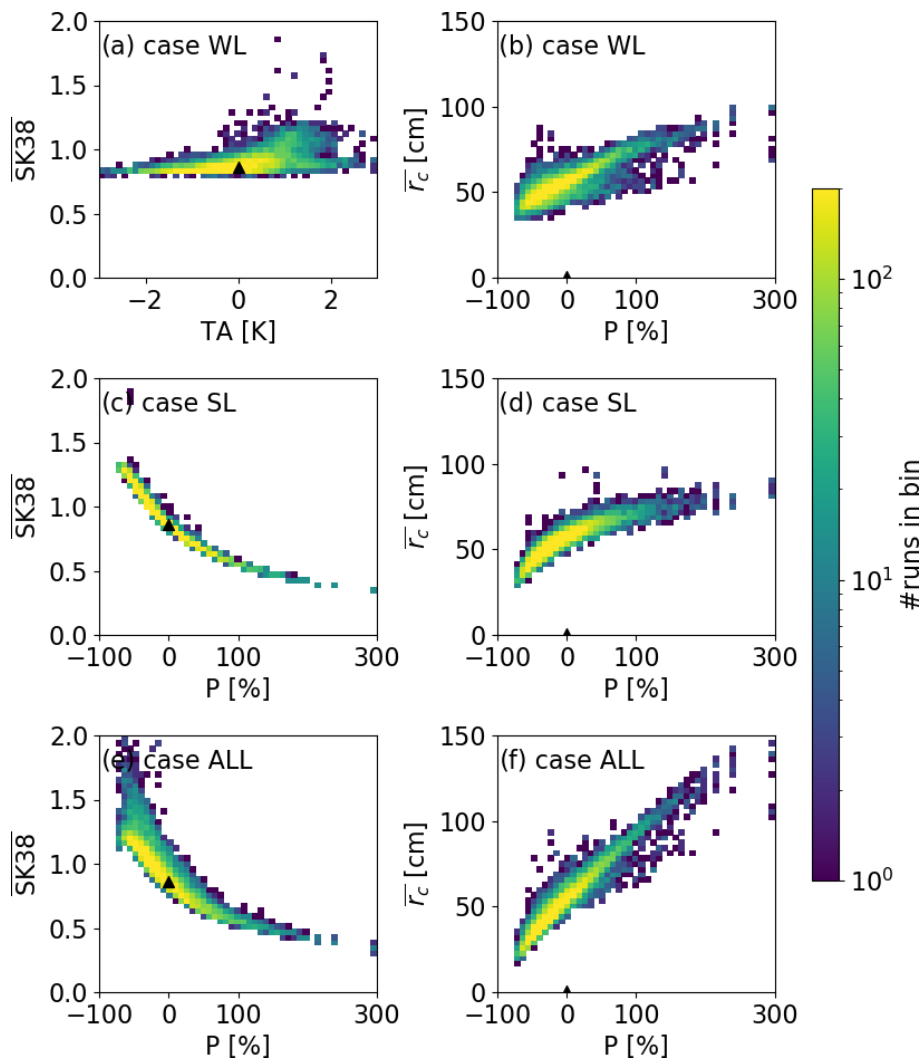 (a) case WL
2.0
1.5
1.0
0.5
0.0
SK38
−2
0
2
TA [K]
(b) case WL
150
100
50
0
r_c [cm]
−100
0
100
300
P [%]
(c) case SL
2.0
1.5
1.0
0.5
0.0
SK38
−100
0
100
300
P [%]
(d) case SL
150
100
50
0
r_c [cm]
−100
0
100
300
P [%]
(e) case ALL
2.0
1.5
1.0
0.5
0.0
SK38
−100
0
100
300
P [%]
(f) case ALL
150
100
50
0
r_c [cm]
−100
0
100
300
P [%]
10²
10¹
10⁰
#runs in bin